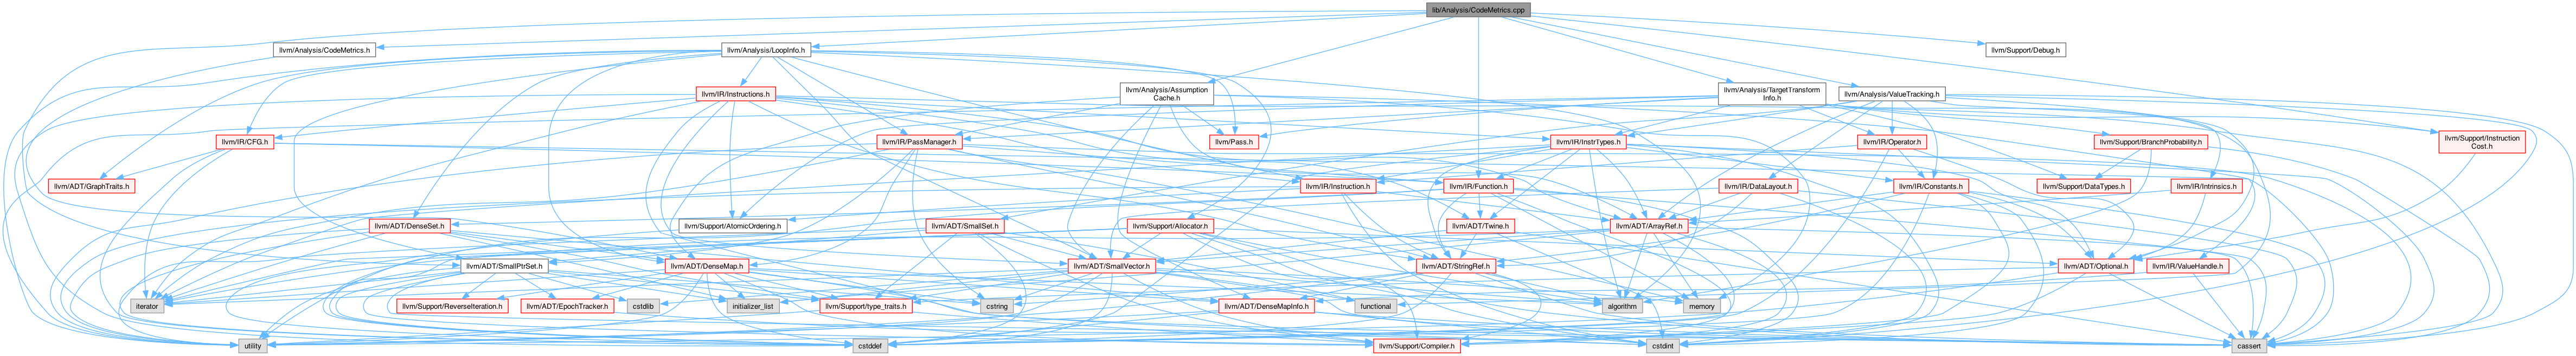 lib/Analysis/CodeMetrics.cpp
llvm/Analysis/CodeMetrics.h
llvm/Analysis/LoopInfo.h
llvm/Support/Debug.h
llvm/IR/Instructions.h
llvm/Analysis/Assumption
Cache.h
llvm/Analysis/TargetTransform
Info.h
llvm/Analysis/ValueTracking.h
llvm/IR/CFG.h
llvm/IR/PassManager.h
llvm/Pass.h
llvm/IR/InstrTypes.h
llvm/IR/Operator.h
llvm/Support/BranchProbability.h
llvm/Support/Instruction
Cost.h
llvm/ADT/GraphTraits.h
llvm/IR/Instruction.h
llvm/IR/Function.h
llvm/IR/DataLayout.h
llvm/IR/Constants.h
llvm/Support/DataTypes.h
llvm/IR/Intrinsics.h
llvm/ADT/DenseSet.h
llvm/Support/AtomicOrdering.h
llvm/ADT/SmallSet.h
llvm/Support/Allocator.h
llvm/ADT/Twine.h
llvm/ADT/ArrayRef.h
llvm/ADT/SmallPtrSet.h
llvm/ADT/DenseMap.h
llvm/ADT/SmallVector.h
llvm/ADT/StringRef.h
llvm/ADT/Optional.h
llvm/IR/ValueHandle.h
iterator
llvm/Support/ReverseIteration.h
llvm/ADT/EpochTracker.h
cstdlib
initializer_list
llvm/Support/type_traits.h
cstring
functional
llvm/ADT/DenseMapInfo.h
algorithm
memory
utility
cstddef
llvm/Support/Compiler.h
cstdint
cassert